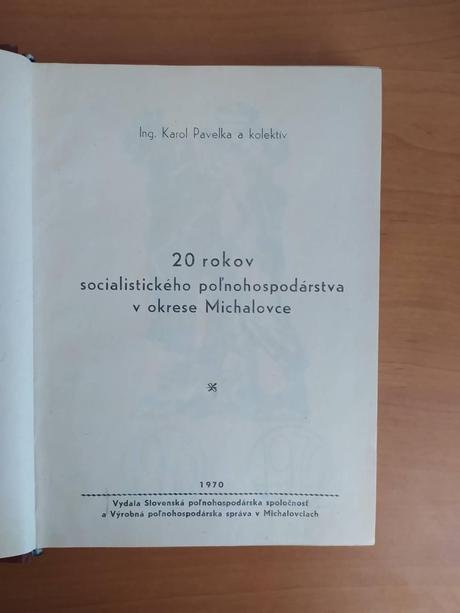 Ing. Karol Pavelka a kolektív
20 rokov
socialistického poľnohospodárstva
v okrese Michalovce
1970
Vydala Slovenská poľnohospodárska spoločnosť
a Výrobná poľnohospodárska správa v Michalovciach